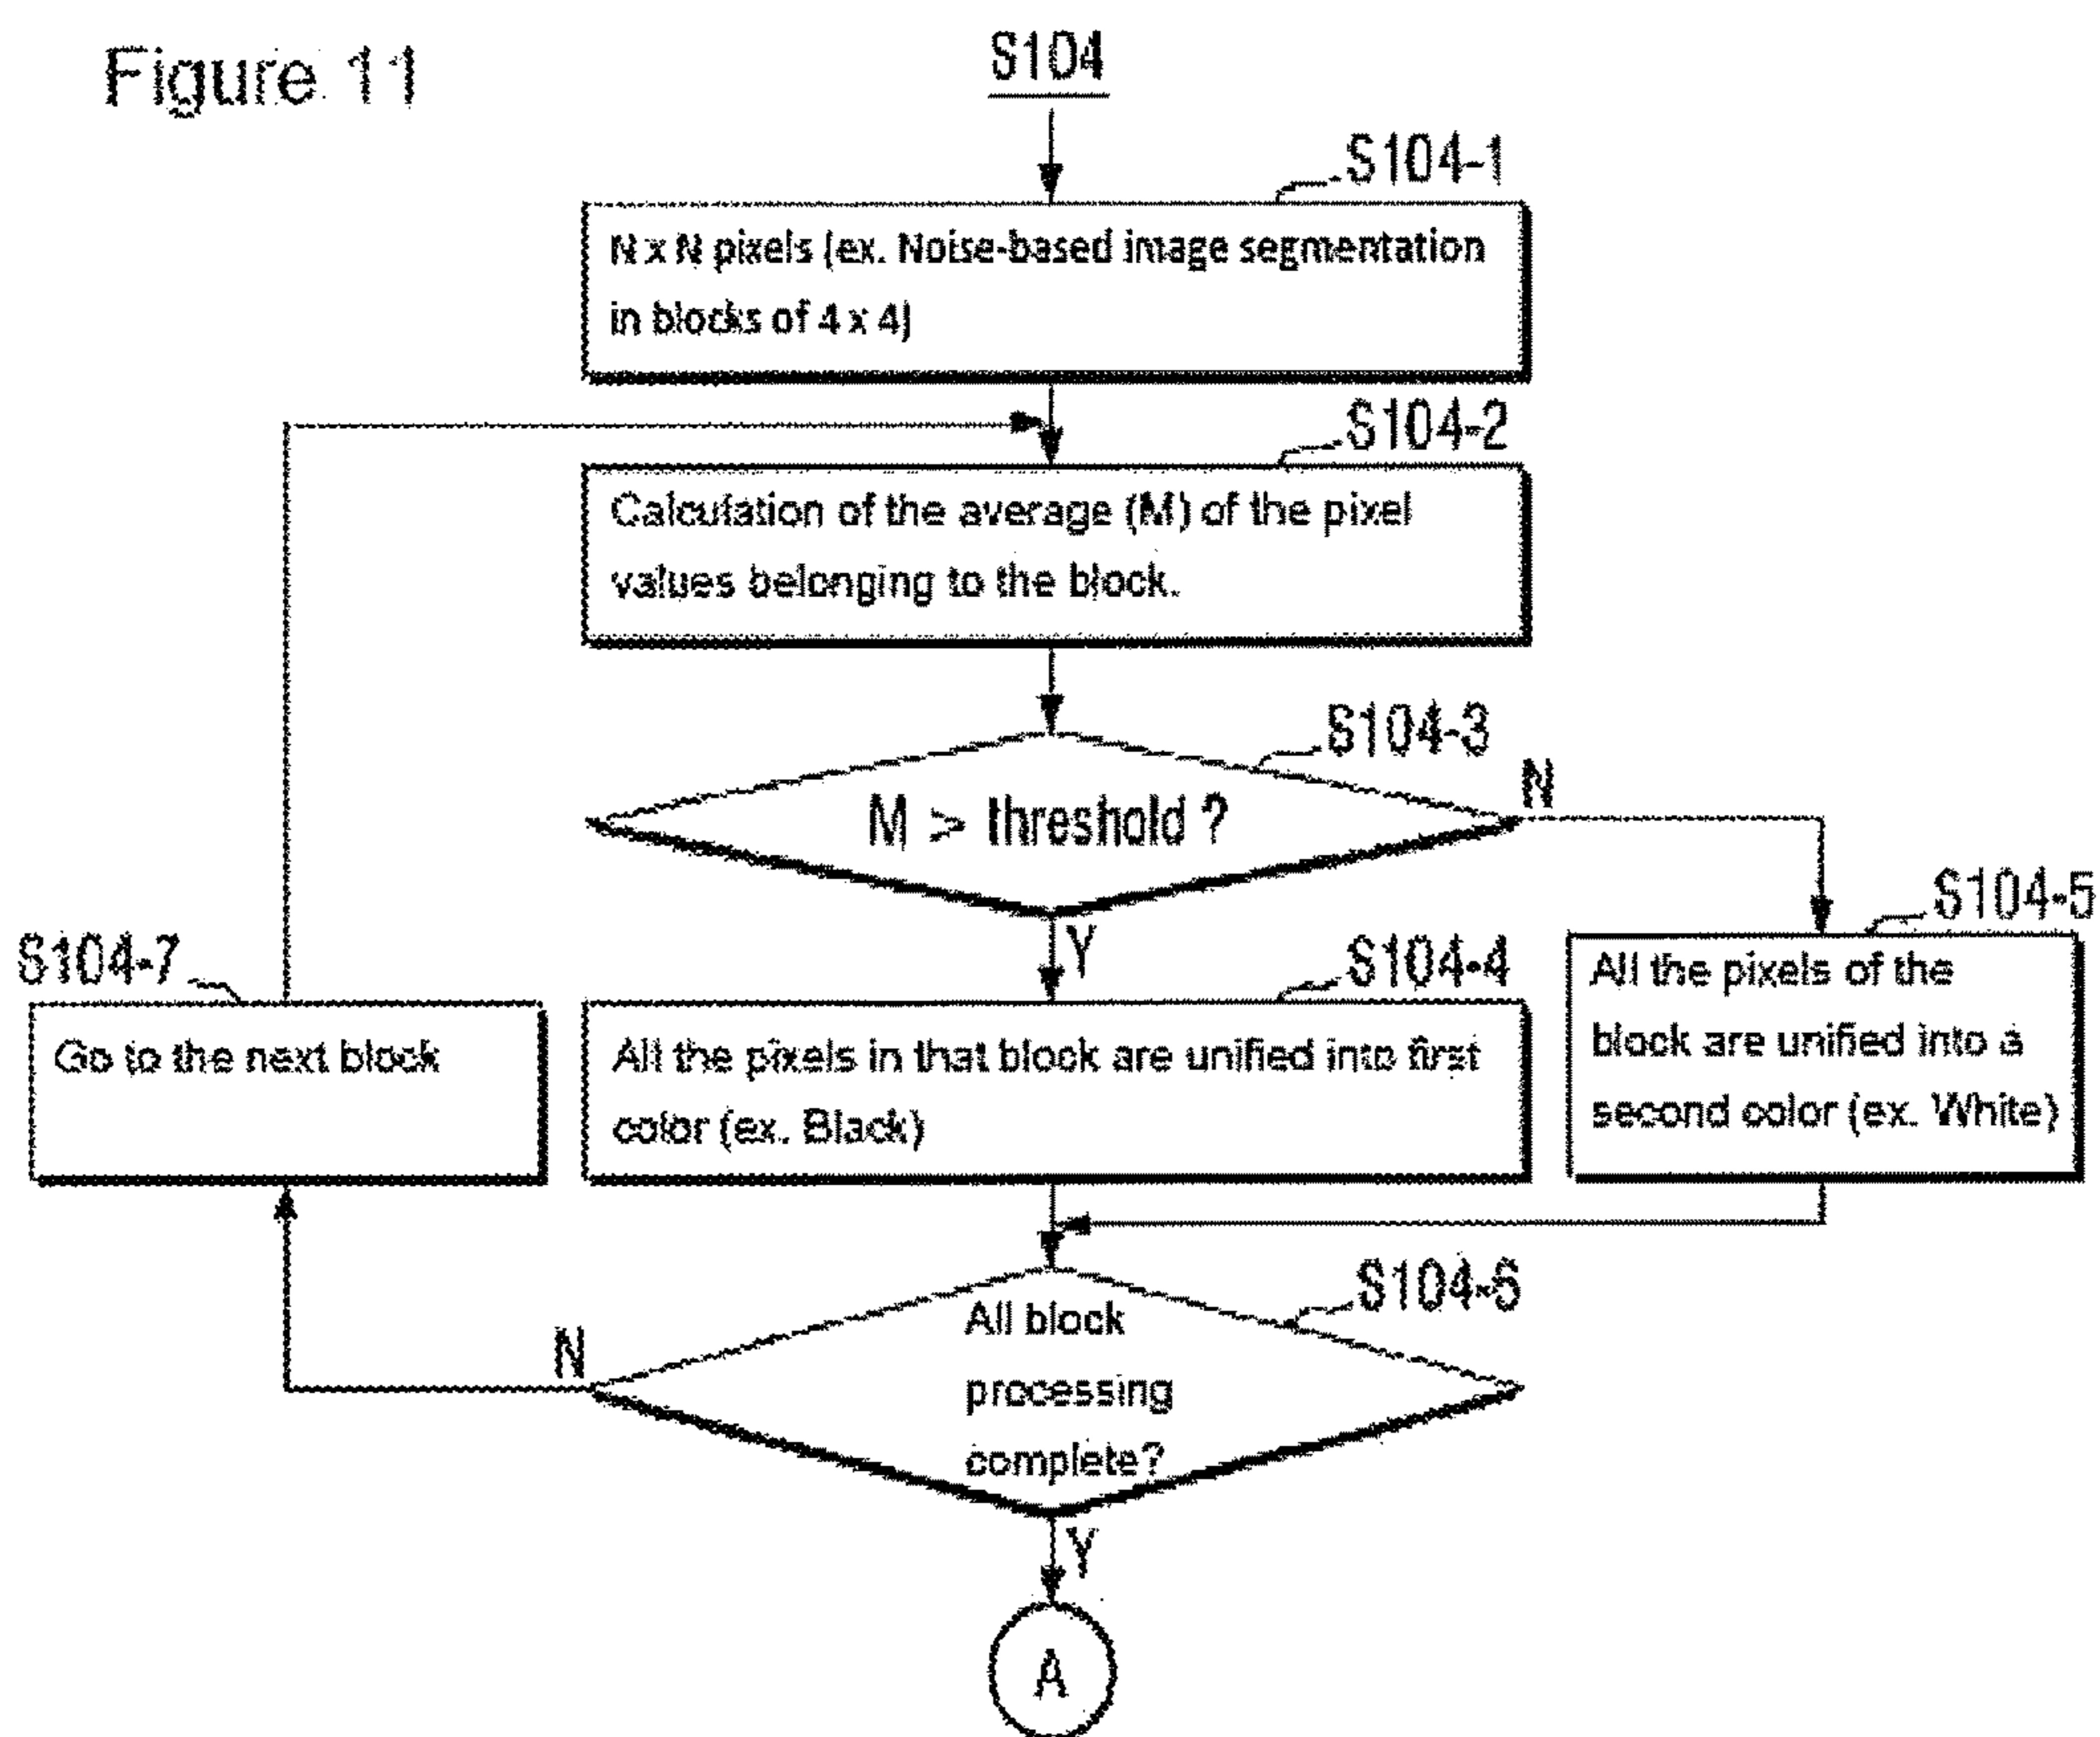 Figure 11
S104
S104-1
N x N pixels (ex. Noise-based image segmentation
in blocks of 4 x 4)
S104-2
Calculation of the average (M) of the pixel
values belonging to the block.
S104-3
M > threshold ?
N
Y
S104-4
All the pixels in that block are unified into first
color (ex. Black)
S104-5
All the pixels of the
block are unified into a
second color (ex. White)
S104-7
Go to the next block
S104-6
All block
processing
complete?
N
Y
A